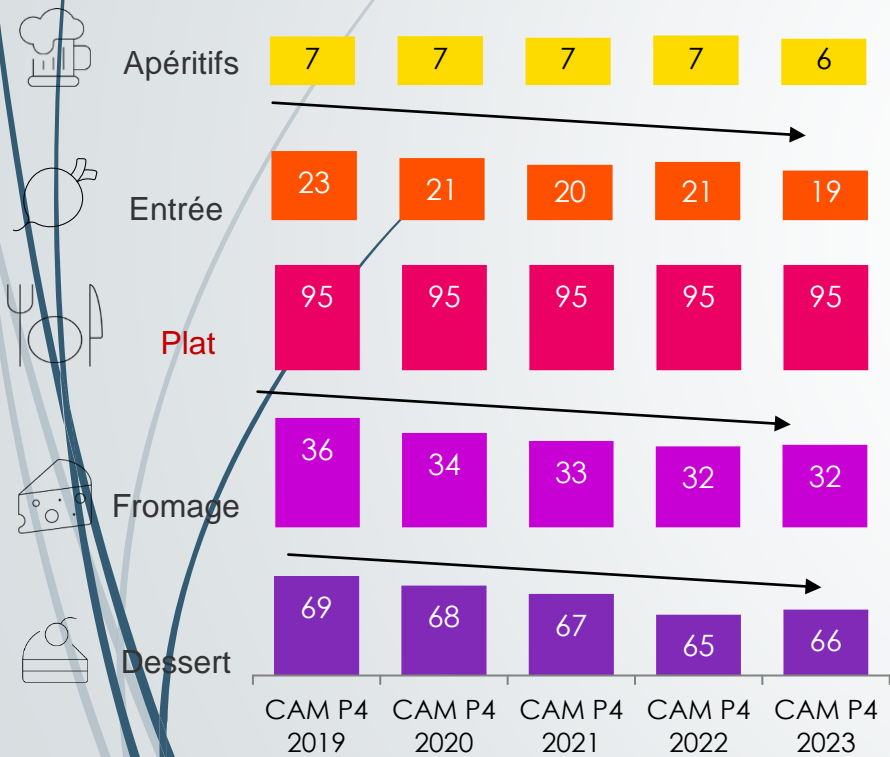 Apéritifs 7 7 7 7 6
Entrée 23 21 20 21 19
Plat 95 95 95 95 95
Fromage 36 34 33 32 32
Dessert 69 68 67 65 66
CAM P4 CAM P4 CAM P4 CAM P4 CAM P4
2019 2020 2021 2022 2023